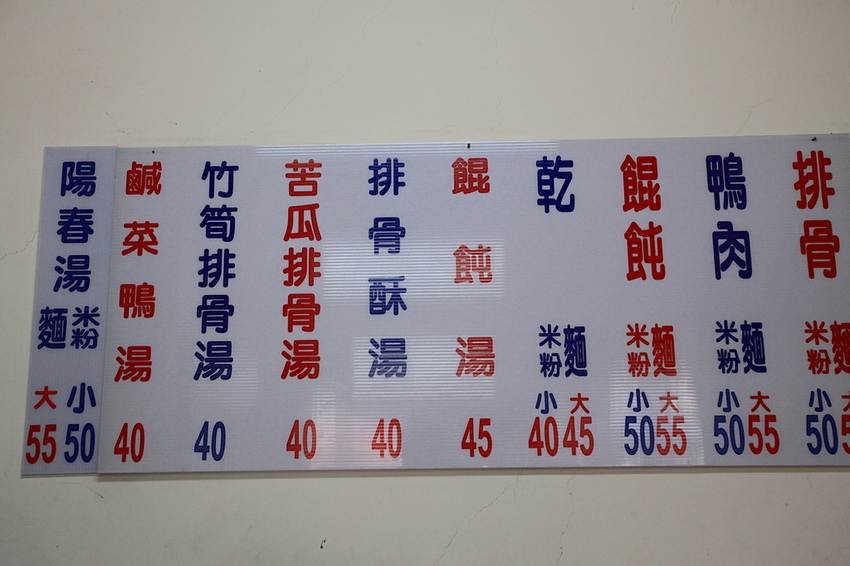 排骨
米粉 麵
小
50 5
鴨肉
米粉 麵
小 大
50 55
餛飩
米粉 麵
小 大
50 55
乾
米粉 麵
小 大
40 45
餛飩湯
45
排骨酥湯
40
苦瓜排骨湯
40
竹筍排骨湯
40
鹹菜鴨湯
40
陽春湯
麵 米粉
大 小
55 50